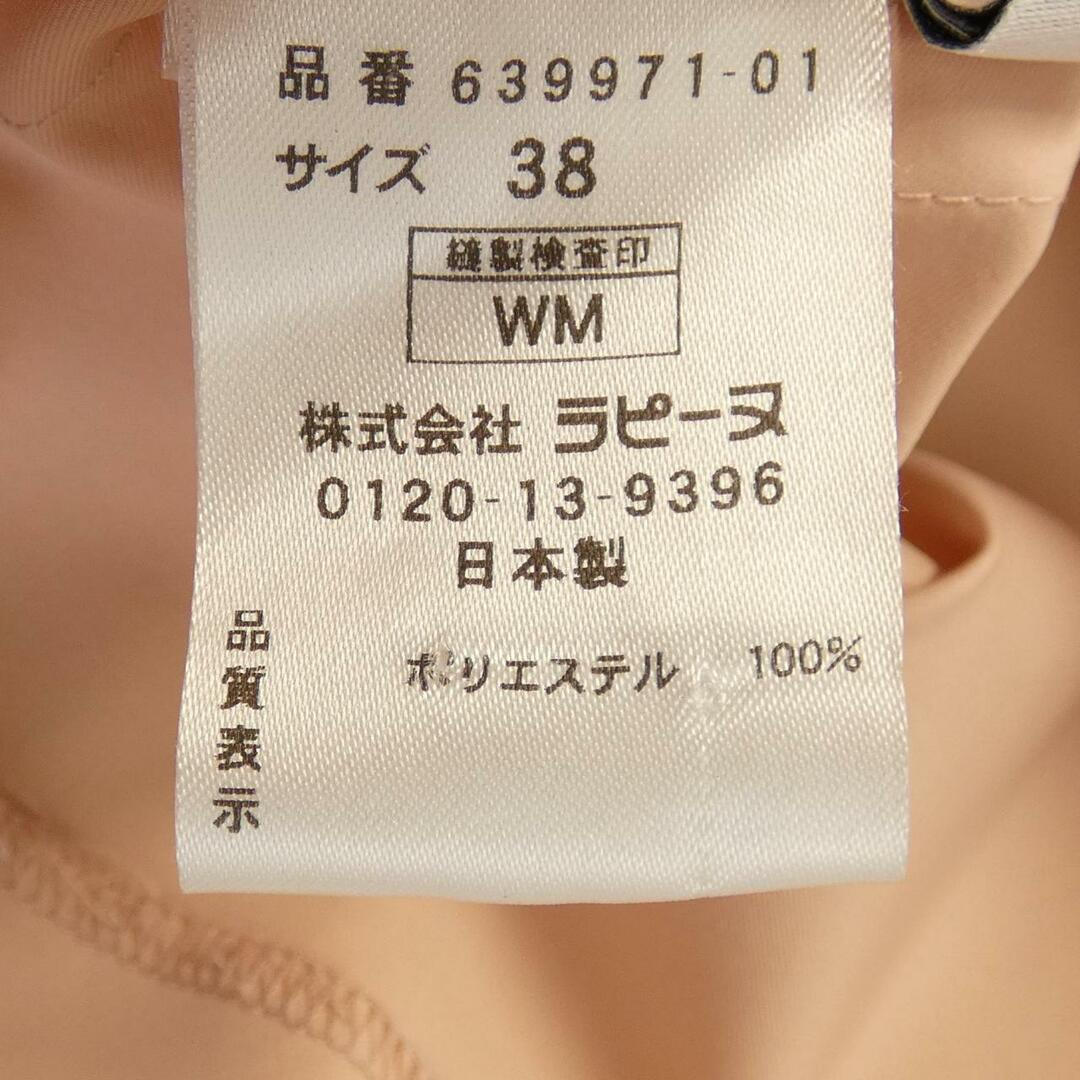 品番 639971-01
サイズ 38
縫製検査印
WM
株式会社 ラピーヌ
0120-13-9396
日本製
品質表示
ポリエステル 100%